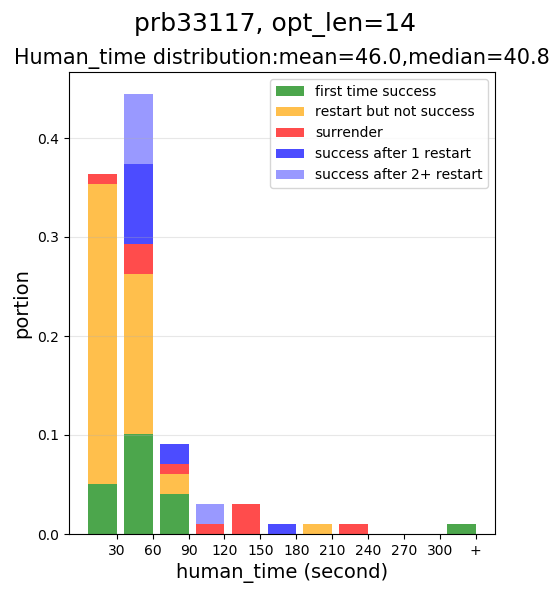 prb33117, opt_len=14
Human_time distribution:mean=46.0,median=40.8
first time success
restart but not success
surrender
success after 1 restart
success after 2+ restart
portion
0.4
0.3
0.2
0.1
0.0
30 60 90 120 150 180 210 240 270 300 +
human_time (second)